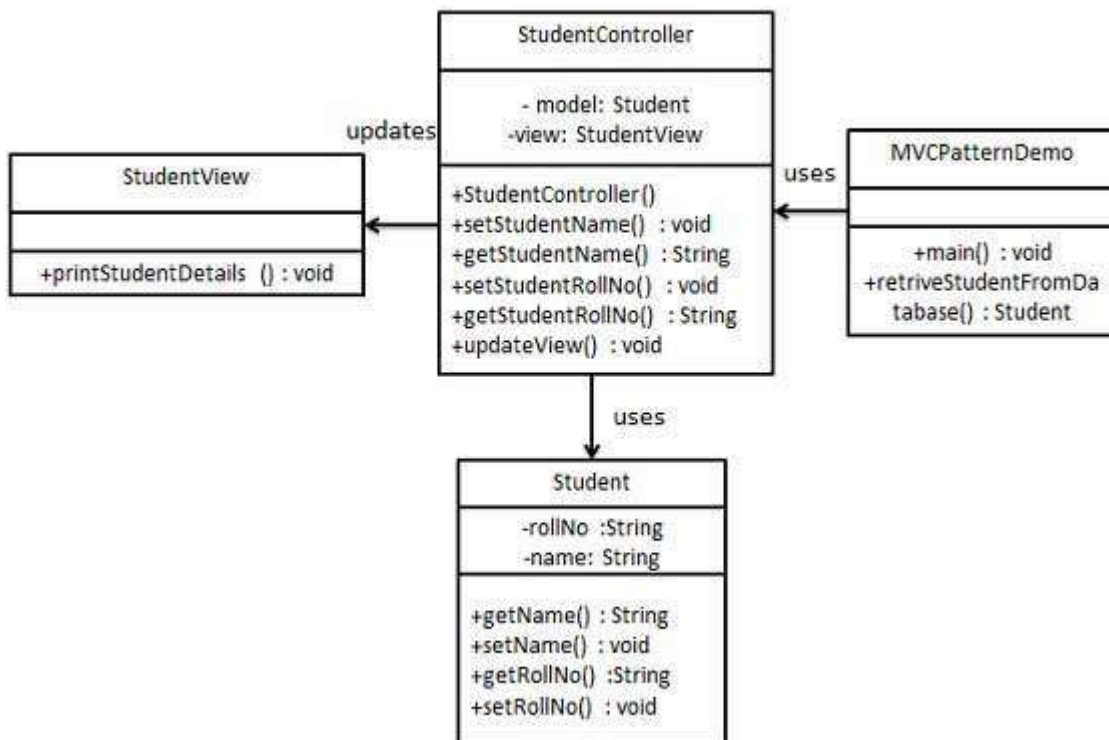 StudentController
- model: Student
-view: StudentView
+StudentController()
+setStudentName() : void
+getStudentName() : String
+setStudentRollNo() : void
+getStudentRollNo() : String
+updateView() : void
updates
StudentView
+printStudentDetails () : void
uses
MVCPatternDemo
+main() : void
+retriveStudentFromDa
tabase() : Student
uses
Student
-rollNo :String
-name: String
+getName() : String
+setName() : void
+getRollNo() :String
+setRollNo() : void